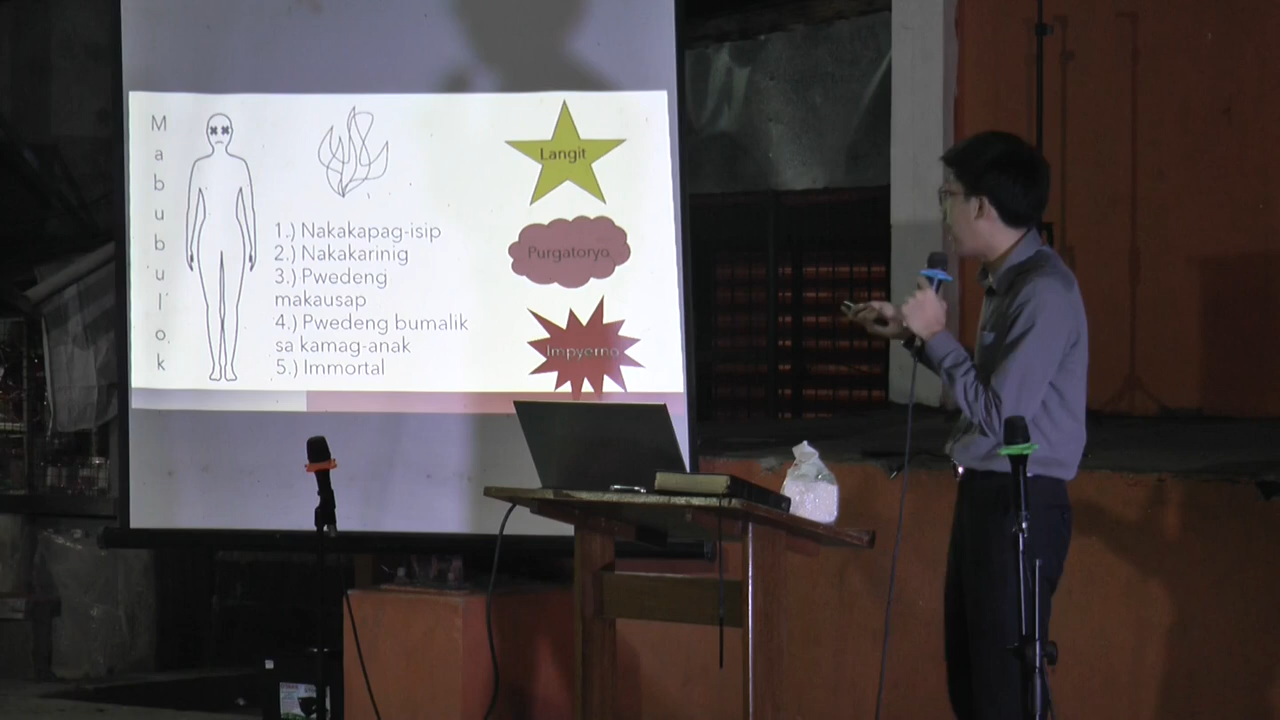 Mabubulok
1.) Nakakapag-isip
2.) Nakakarinig
3.) Pwedeng
makausap
4.) Pwedeng bumalik
sa kamag-anak
5.) Immortal
Langit
Purgatoryo
Impyerno